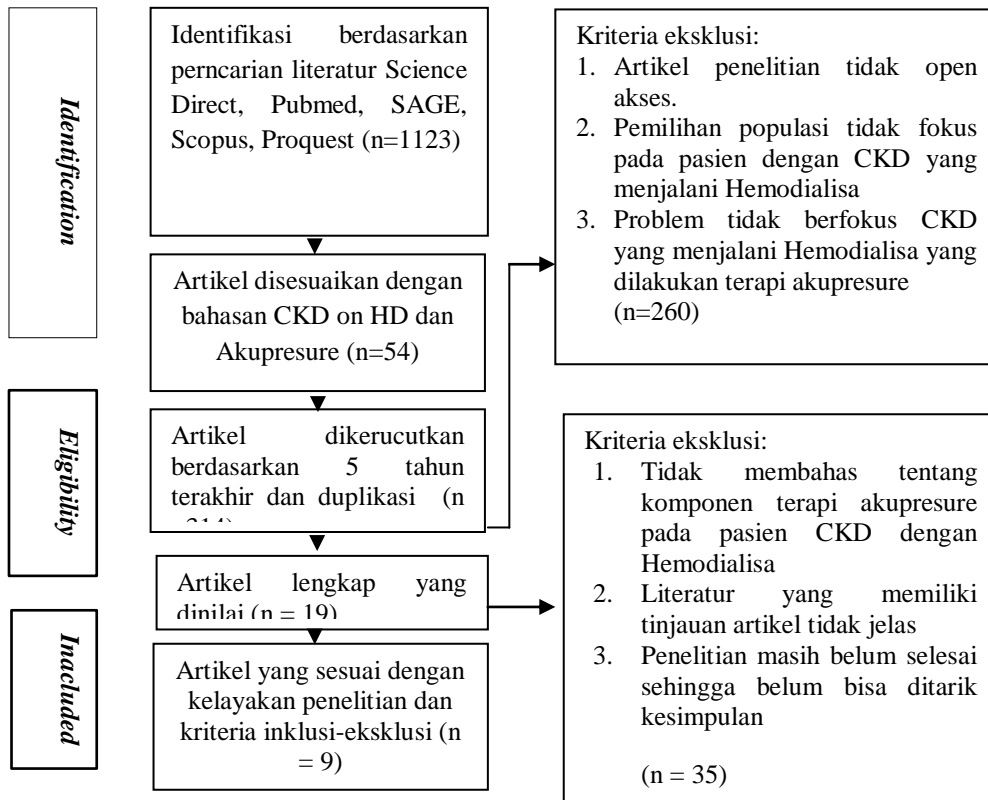 Identification
Identifikasi berdasarkan
perncarian literatur Science
Direct, Pubmed, SAGE,
Scopus, Proquest (n=1123)
Kriteria eksklusi:
1. Artikel penelitian tidak open
akses.
2. Pemilihan populasi tidak fokus
pada pasien dengan CKD yang
menjalani Hemodialisa
3. Problem tidak berfokus CKD
yang menjalani Hemodialisa yang
dilakukan terapi akupresure
(n=260)
Artikel disesuaikan dengan
bahasan CKD on HD dan
Akupresure (n=54)
Eligibility
Artikel dikerucutkan
berdasarkan 5 tahun
terakhir dan duplikasi (n
Artikel lengkap yang
dinilai (n = 19)
Kriteria eksklusi:
1. Tidak membahas tentang
komponen terapi akupresure
pada pasien CKD dengan
Hemodialisa
2. Literatur yang memiliki
tinjauan artikel tidak jelas
3. Penelitian masih belum selesai
sehingga belum bisa ditarik
kesimpulan
(n = 35)
Inacluded
Artikel yang sesuai dengan
kelayakan penelitian dan
kriteria inklusi-eksklusi (n
= 9)